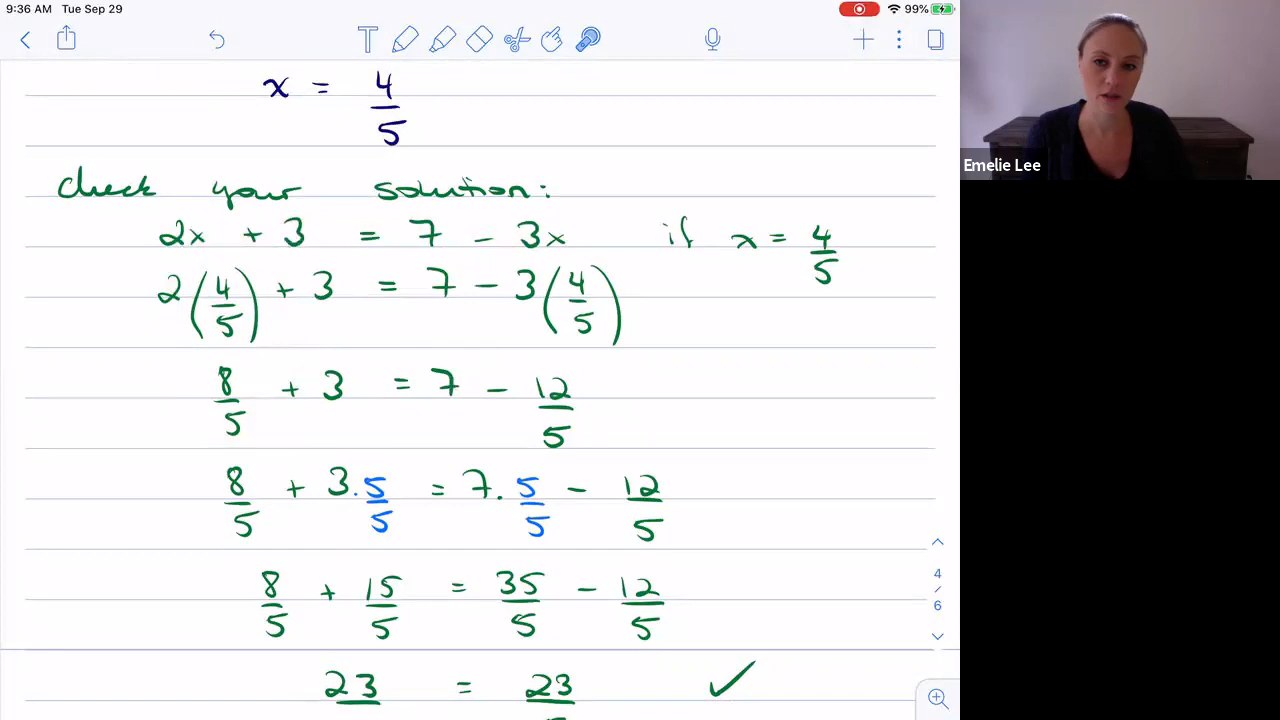 9:36 AM Tue Sep 29 99%
x = 4/5
check your solution:
2x + 3 = 7 - 3x if x = 4/5
2(4/5) + 3 = 7 - 3(4/5)
8/5 + 3 = 7 - 12/5
8/5 + 3 · 5/5 = 7 · 5/5 - 12/5
8/5 + 15/5 = 35/5 - 12/5
23 = 23/5 ✓
4/6
Emelie Lee